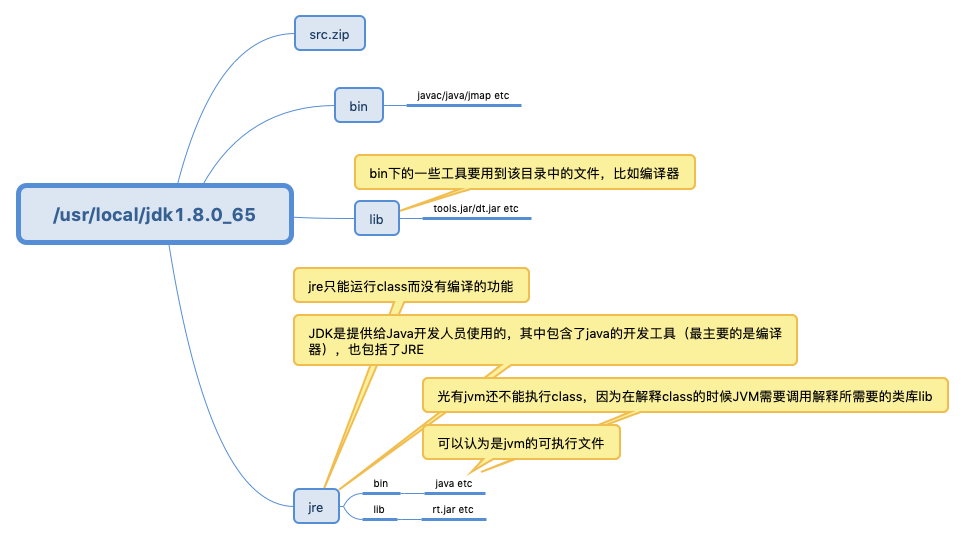 src.zip
bin
javac/java/jmap etc
bin下的一些工具要用到该目录中的文件，比如编译器
/usr/local/jdk1.8.0_65
lib
tools.jar/dt.jar etc
jre只能运行class而没有编译的功能
JDK是提供给Java开发人员使用的，其中包含了java的开发工具（最主要的是编译
器），也包括了JRE
光有jvm还不能执行class，因为在解释class的时候JVM需要调用解释所需要的类库lib
可以认为是jvm的可执行文件
jre
bin
java etc
lib
rt.jar etc